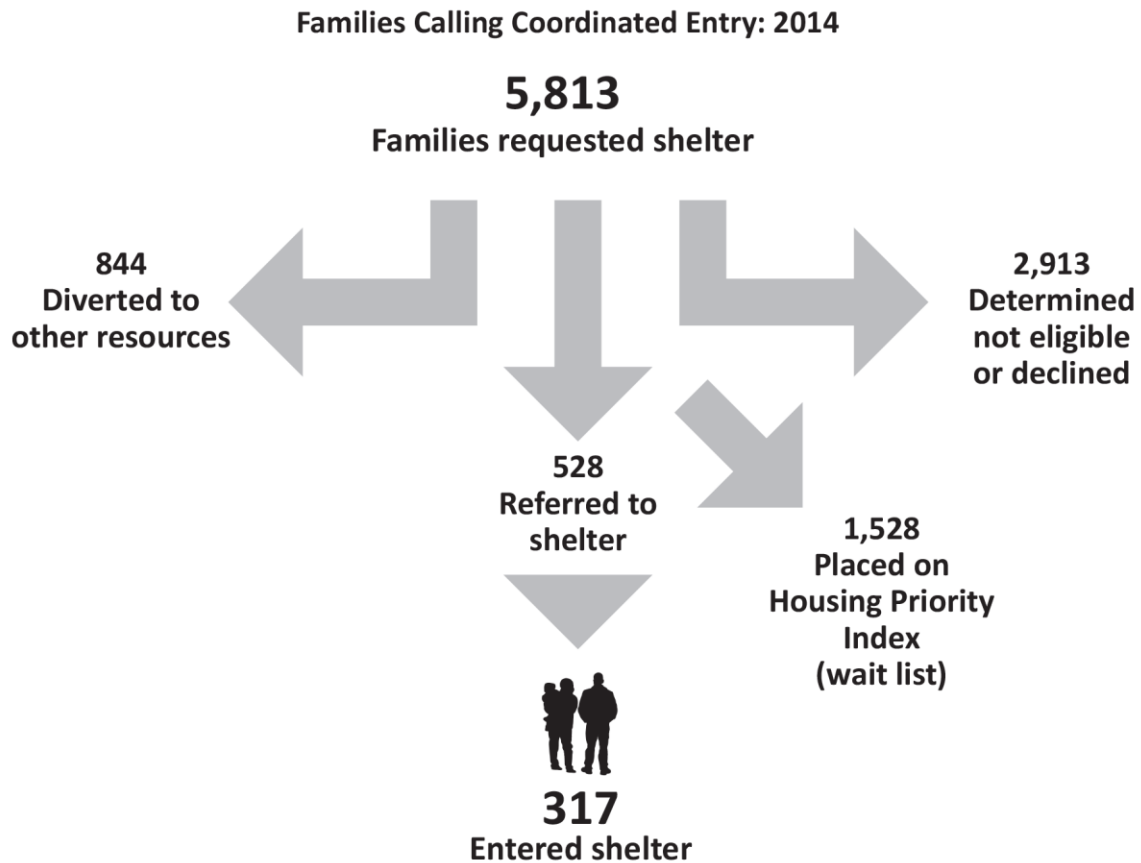 Families Calling Coordinated Entry: 2014
5,813
Families requested shelter
844
Diverted to
other resources
2,913
Determined
not eligible
or declined
528
Referred to
shelter
1,528
Placed on
Housing Priority
Index
(wait list)
317
Entered shelter